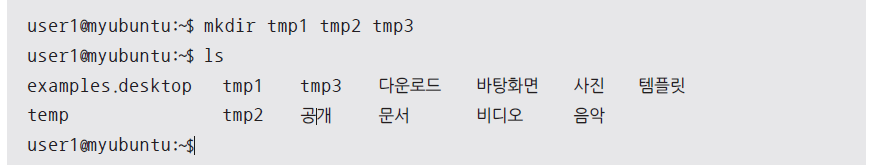 user1@myubuntu:~$ mkdir tmp1 tmp2 tmp3
user1@myubuntu:~$ ls
examples.desktop tmp1 tmp3 다운로드 바탕화면 사진 템플릿
temp tmp2 공개 문서 비디오 음악
user1@myubuntu:~$